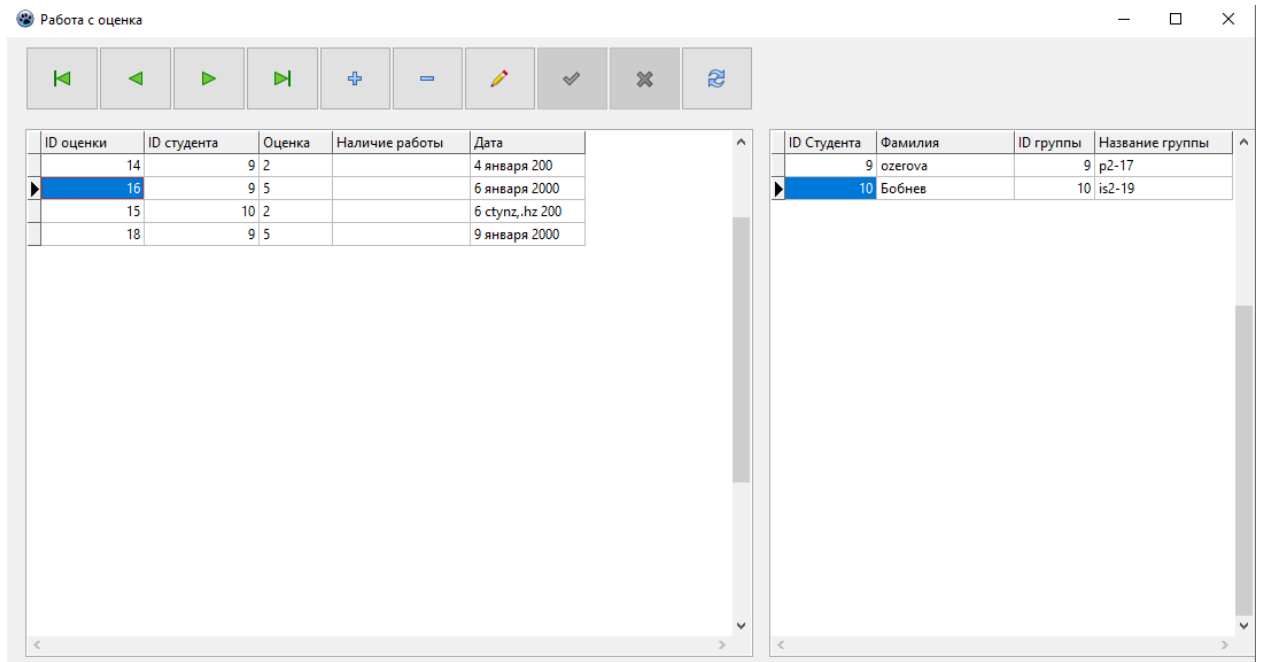 Работа с оценка
ID оценки ID студента Оценка Наличие работы Дата
14 9 2 4 января 200
16 9 5 6 января 2000
15 10 2 6 ctynz,.hz 200
18 9 5 9 января 2000
ID Студента Фамилия ID группы Название группы
9 ozerova 9 p2-17
10 Бобнев 10 is2-19